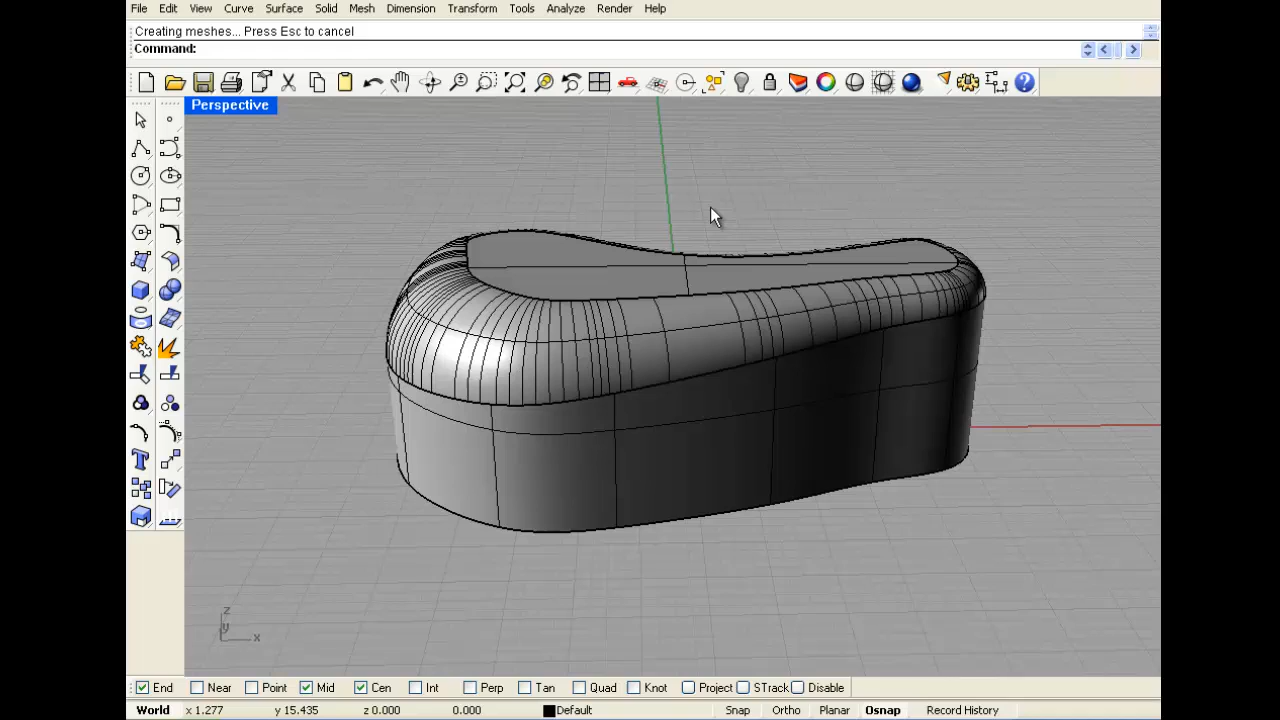 File Edit View Curve Surface Solid Mesh Dimension Transform Tools Analyze Render Help
Creating meshes... Press Esc to cancel
Command:
Perspective
z
y
x
End Near Point Mid Cen Int Perp Tan Quad Knot Project STrack Disable
World x 1.277 y 15.435 z 0.000 0.000 Default Snap Ortho Planar Osnap Record History